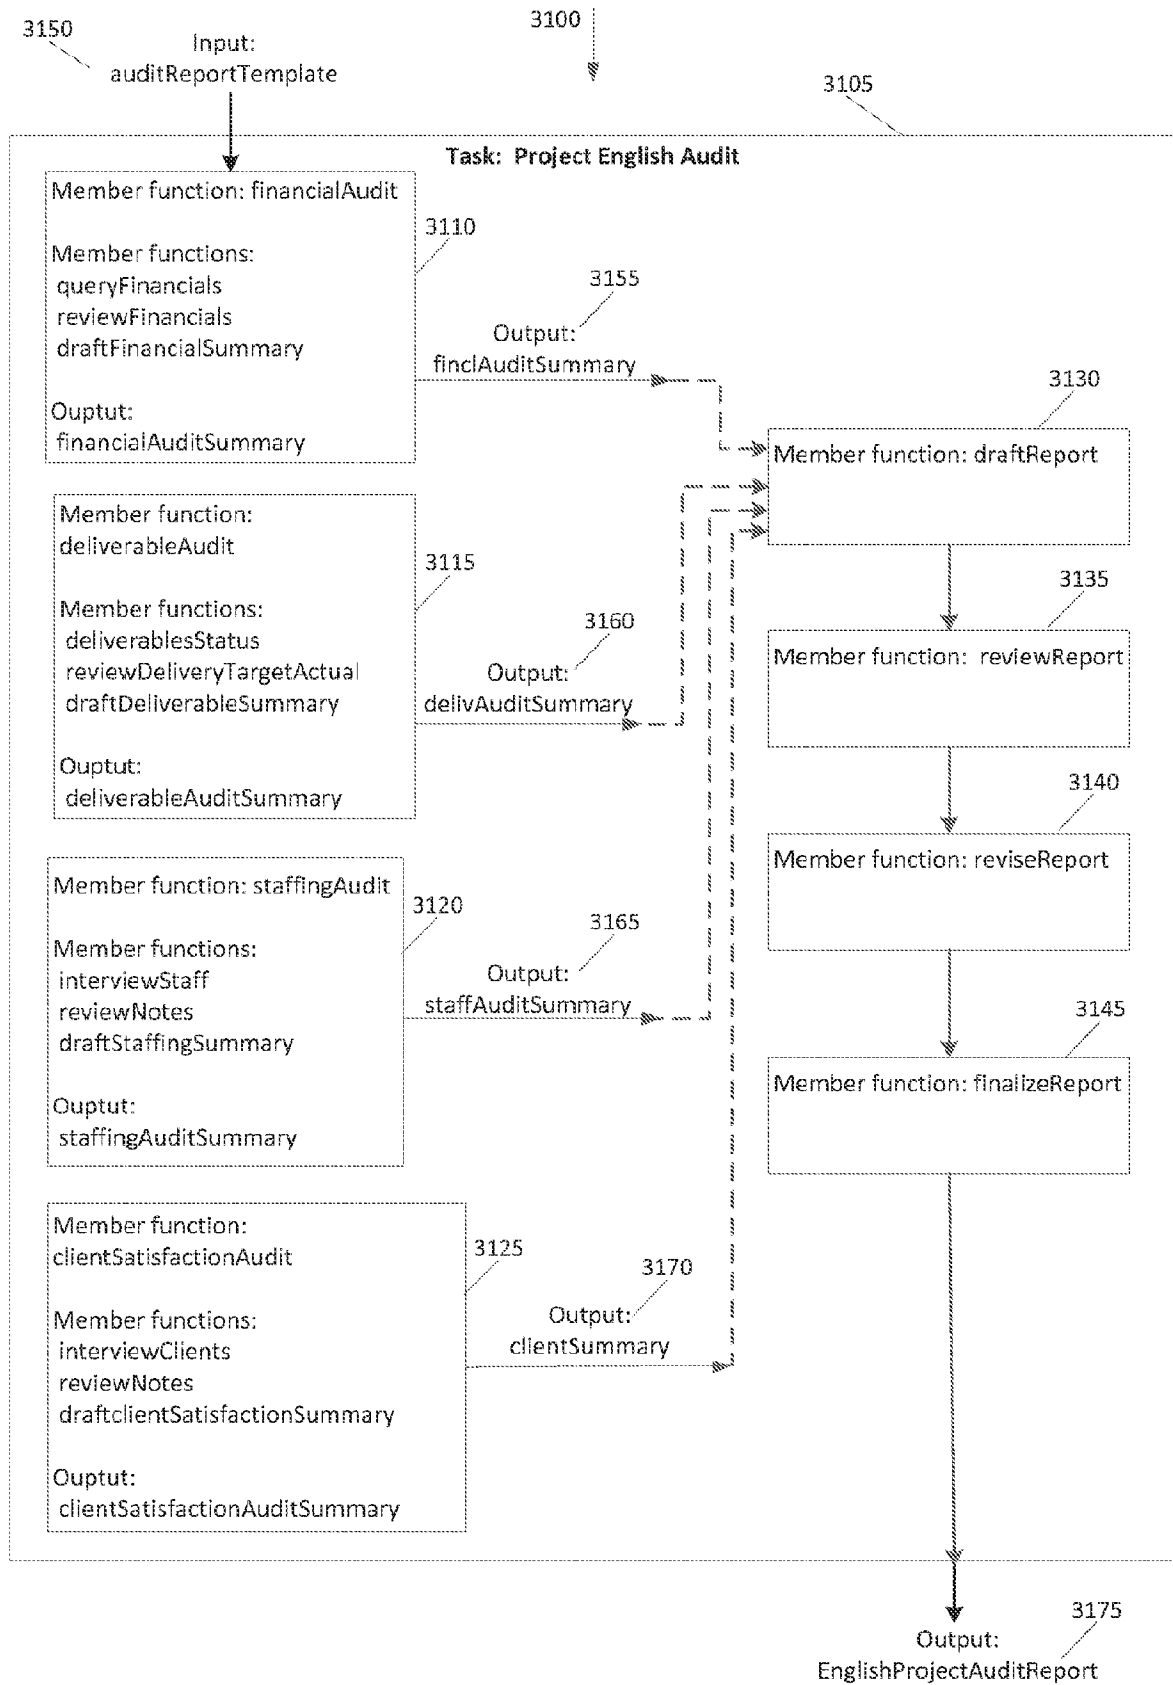 3150
3100
Input:
auditReportTemplate
3105
Task: Project English Audit
Member function: financialAudit
Member functions:
queryFinancials
reviewFinancials
draftFinancialSummary
Ouptut:
financialAuditSummary
3110
3155
Output:
finclAuditSummary
Member function:
deliverableAudit
Member functions:
deliverablesStatus
reviewDeliveryTargetActual
draftDeliverableSummary
Ouptut:
deliverableAuditSummary
3115
3160
Output:
delivAuditSummary
Member function: staffingAudit
Member functions:
interviewStaff
reviewNotes
draftStaffingSummary
Ouptut:
staffingAuditSummary
3120
3165
Output:
staffAuditSummary
Member function:
clientSatisfactionAudit
Member functions:
interviewClients
reviewNotes
draftclientSatisfactionSummary
Ouptut:
clientSatisfactionAuditSummary
3125
3170
Output:
clientSummary
3130
Member function: draftReport
3135
Member function: reviewReport
3140
Member function: reviseReport
3145
Member function: finalizeReport
3175
Output:
EnglishProjectAuditReport